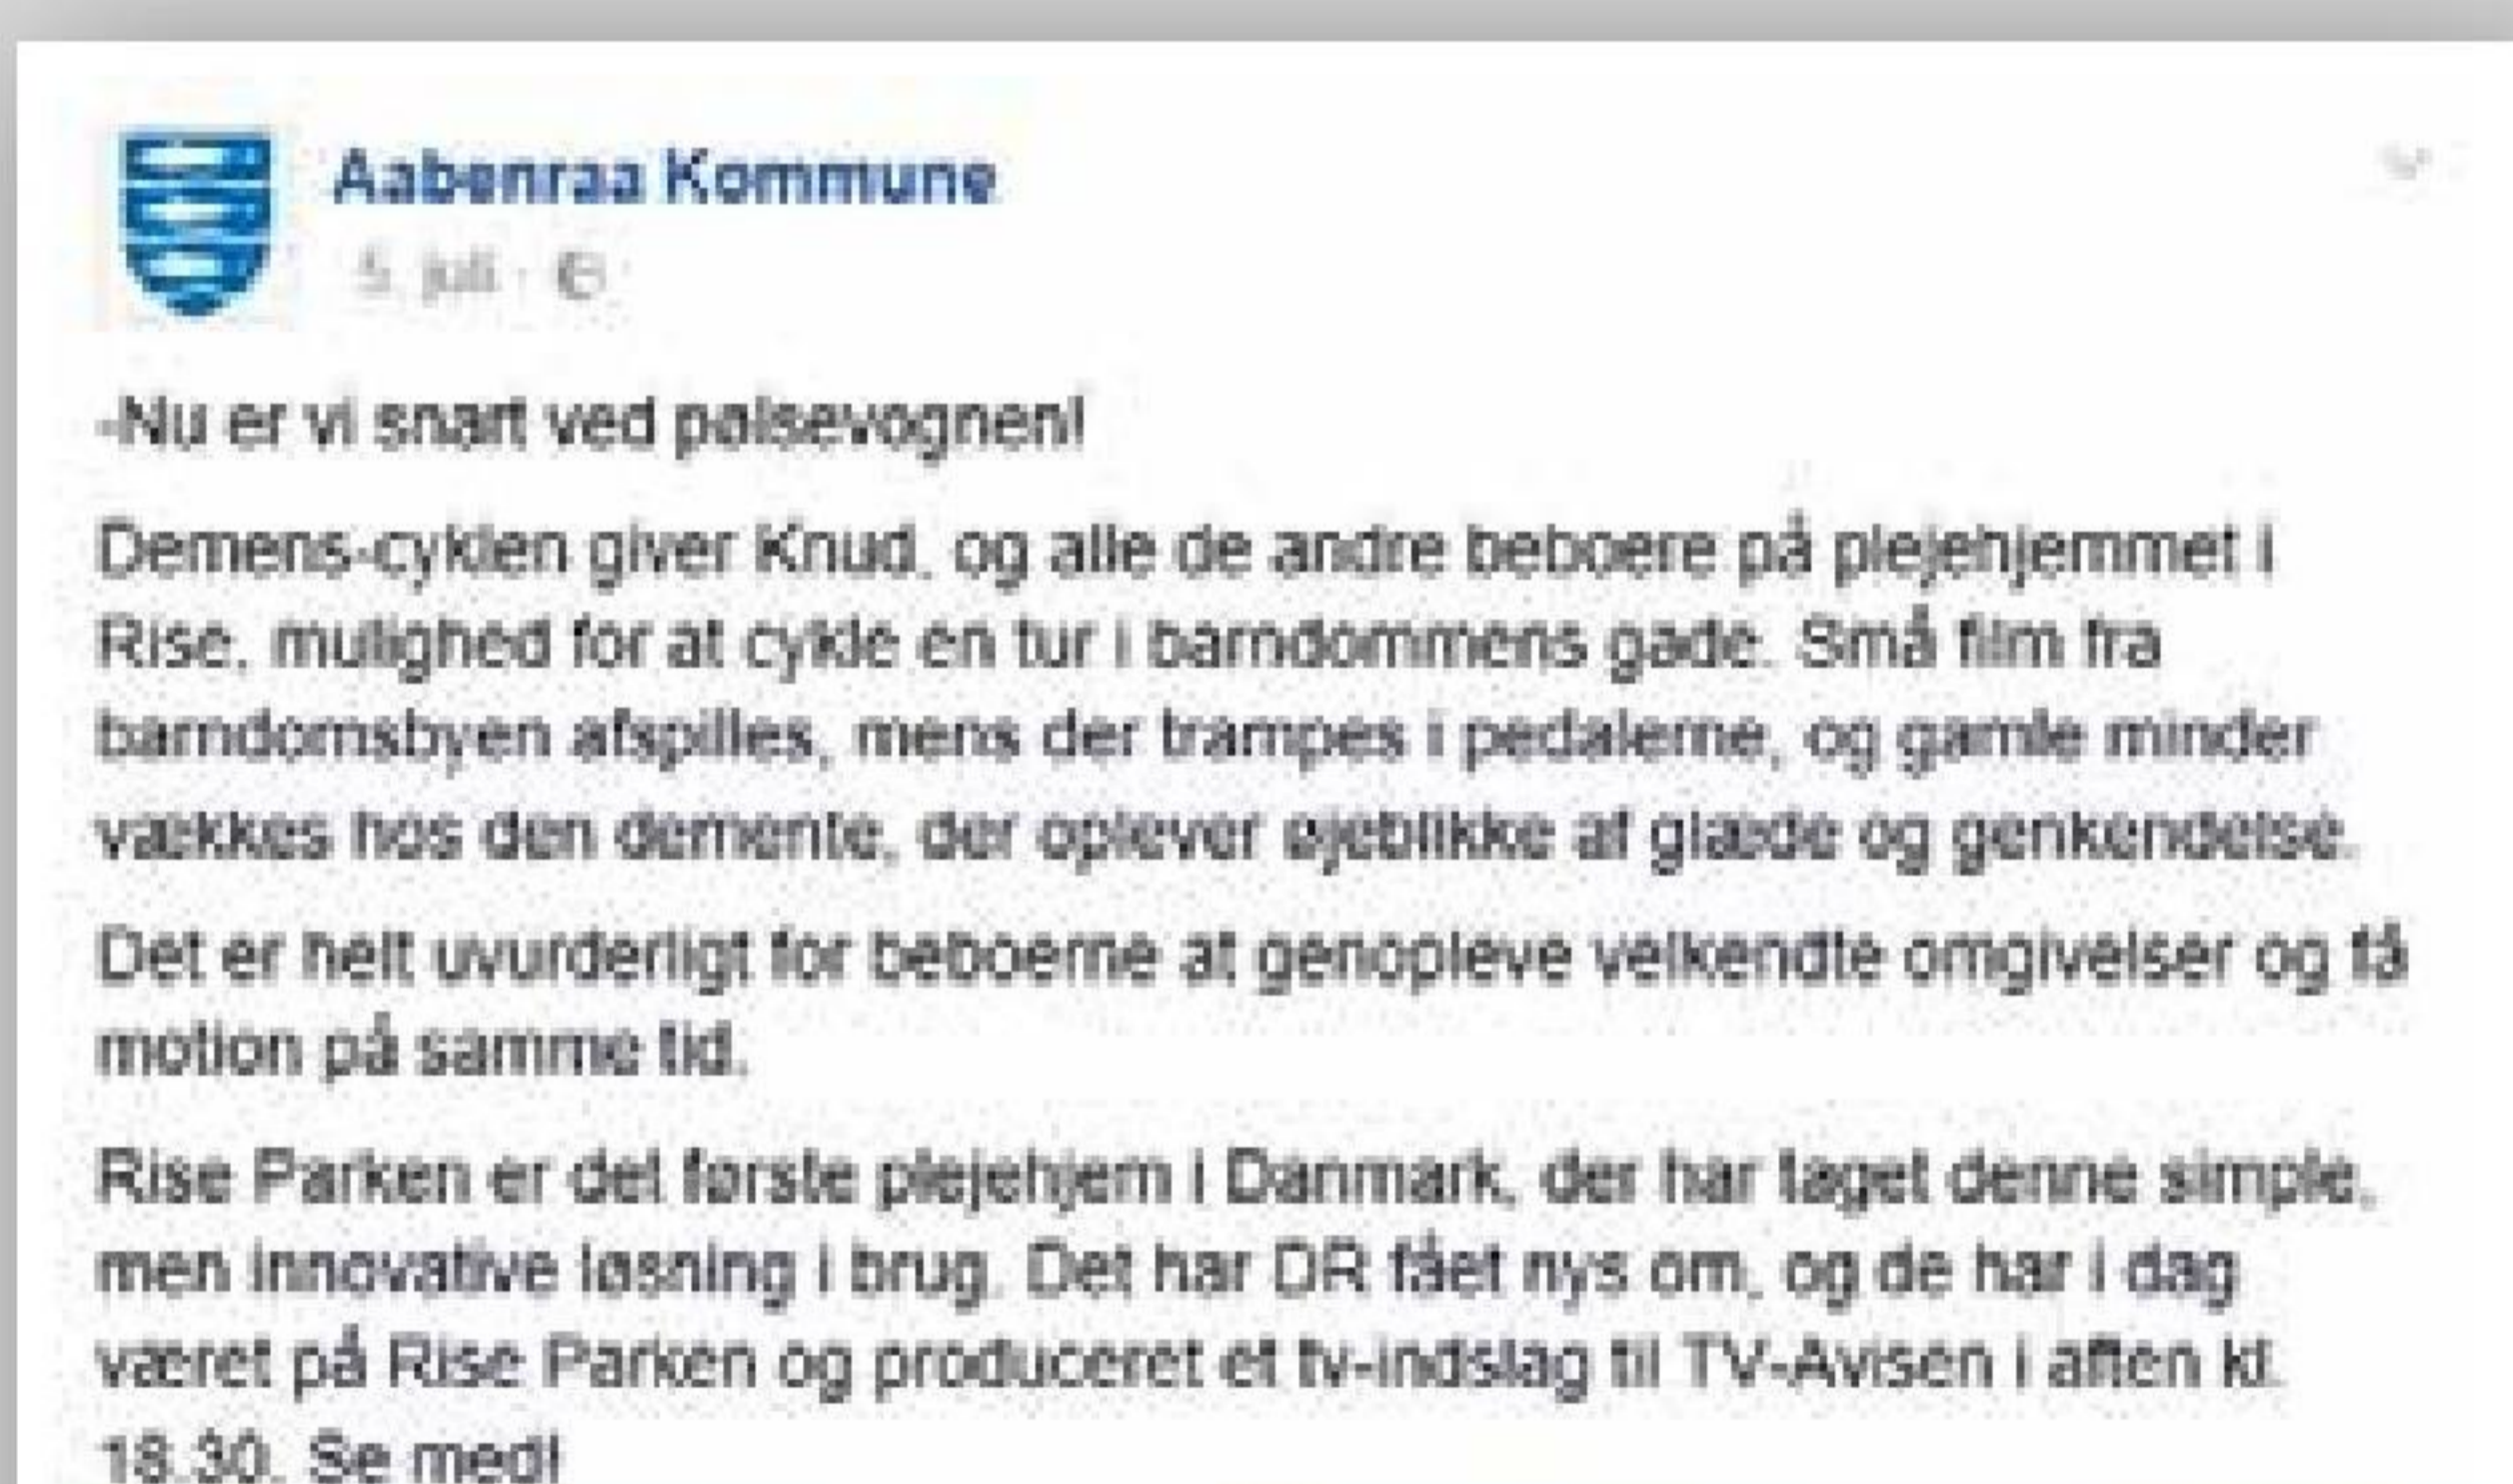 Aabenraa Kommune
5. juli ·
-Nu er vi snart ved pølsevognen!
Demens-cyklen giver Knud, og alle de andre beboere på plejehjemmet i
Rise, mulighed for at cykle en tur i barndommens gade. Små film fra
barndomsbyen afspilles, mens der trampes i pedalerne, og gamle minder
vækkes hos den demente, der oplever øjeblikke af glæde og genkendelse.
Det er helt uvurderligt for beboerne at genopleve velkendte omgivelser og få
motion på samme tid.
Rise Parken er det første plejehjem i Danmark, der har taget denne simple,
men innovative løsning i brug. Det har DR fået nys om, og de har i dag
været på Rise Parken og produceret et tv-indslag til TV-Avisen i aften kl.
18.30. Se med!